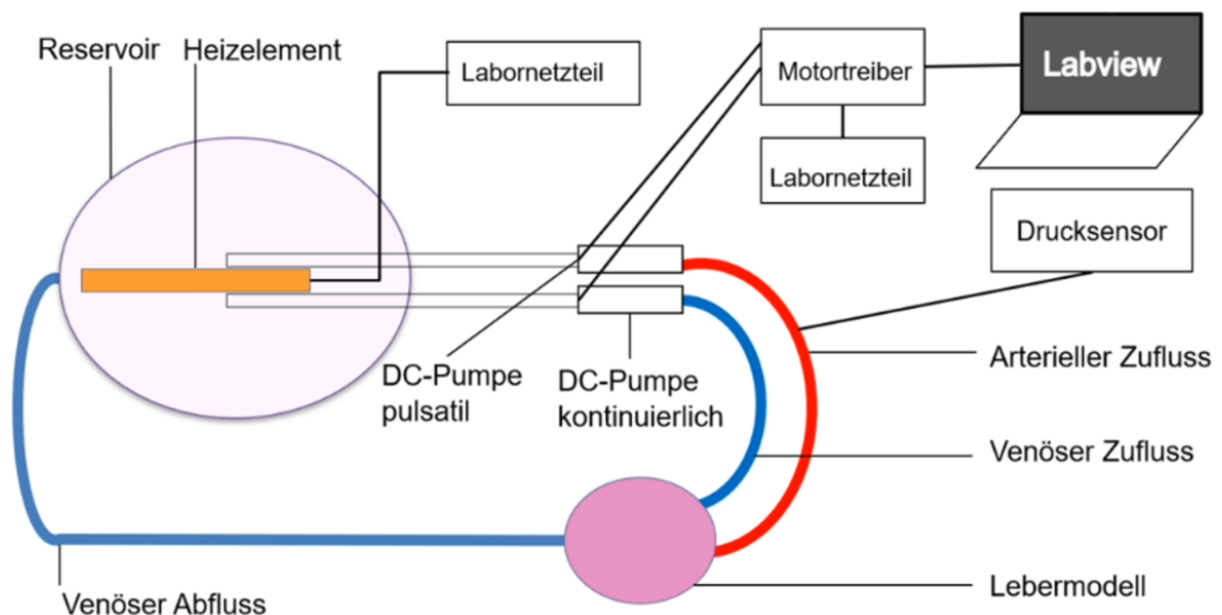 Reservoir
Heizelement
Labornetzteil
Motortreiber
Labview
Labornetzteil
Drucksensor
DC-Pumpe
pulsatil
DC-Pumpe
kontinuierlich
Arterieller Zufluss
Venöser Zufluss
Lebermodell
Venöser Abfluss